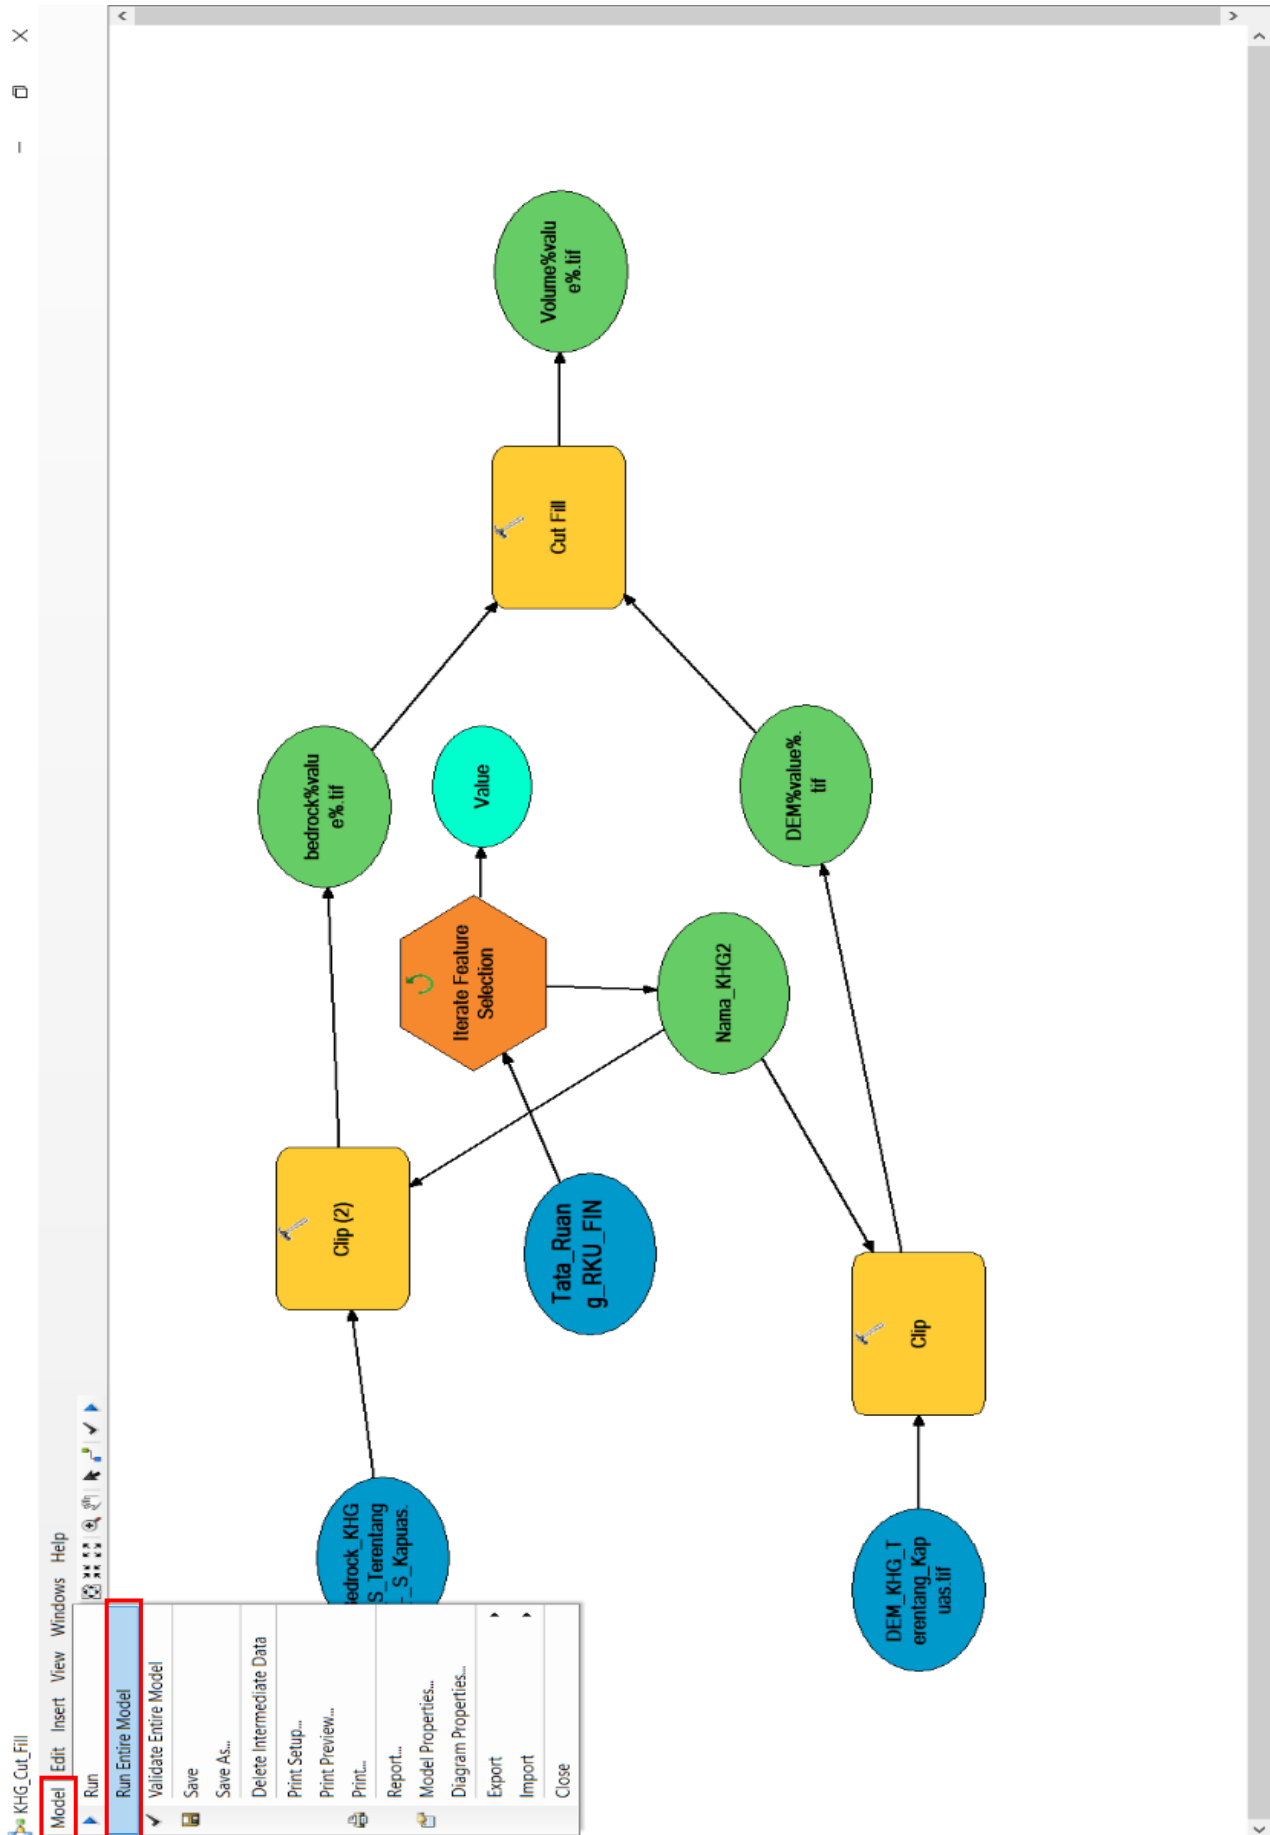 KHG_Cut_Fill
Model Edit Insert View Windows Help
Run
Run Entire Model
Validate Entire Model
Save
Save As...
Delete Intermediate Data
Print Setup...
Print Preview...
Print...
Report...
Model Properties...
Diagram Properties...
Export
Import
Close
edrock_KHG
S_Terentang
_S_Kapuas.
Clip (2)
bedrock%valu
e%.tif
Tata_Ruan
g_RKU_FIN
Iterate Feature
Selection
Value
Nama_KHG2
DEM_KHG_T
erentang_Kap
uas.tif
Clip
DEM%value%.
tif
Cut Fill
Volume%valu
e%.tif